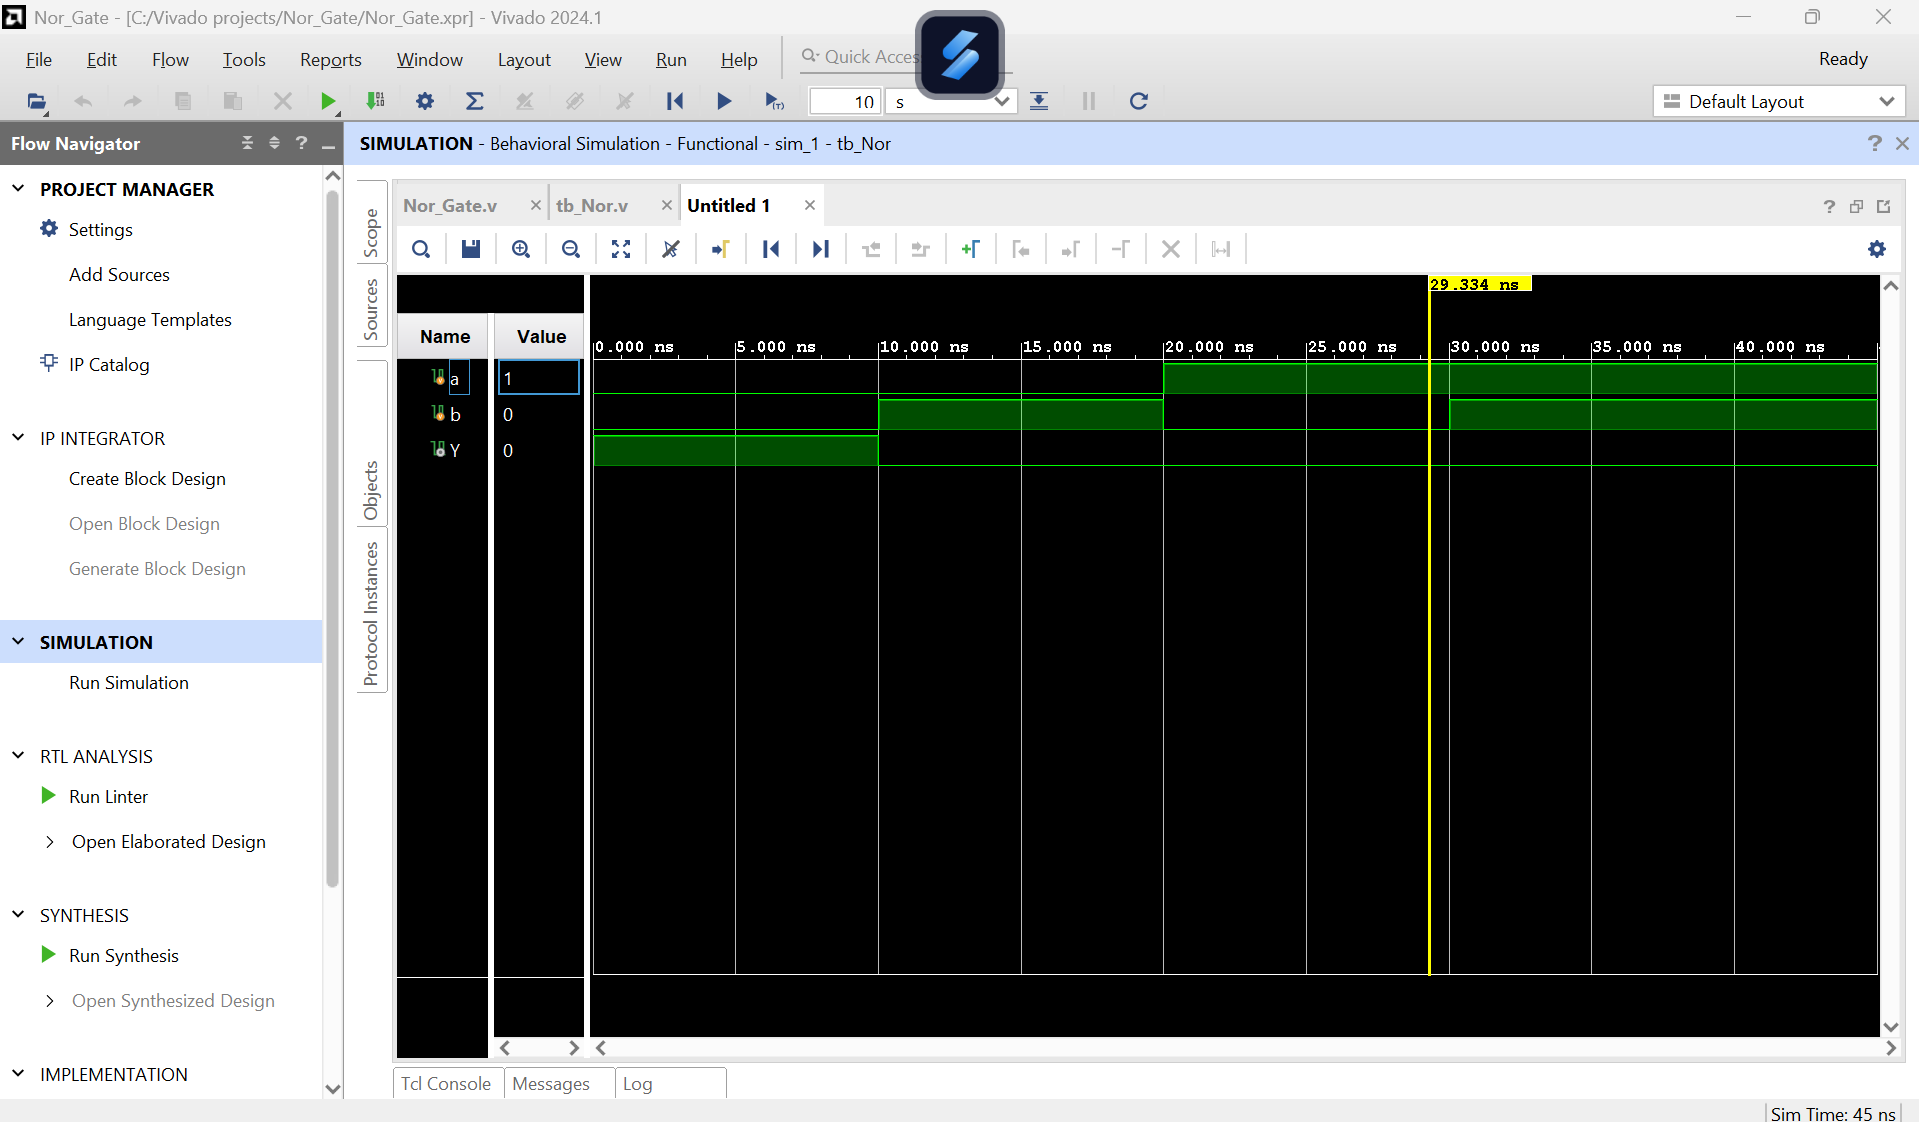 Nor_Gate - [C:/Vivado projects/Nor_Gate/Nor_Gate.xpr] - Vivado 2024.1
File Edit Flow Tools Reports Window Layout View Run Help Quick Acces
Ready
10 s
Default Layout
Flow Navigator
SIMULATION - Behavioral Simulation - Functional - sim_1 - tb_Nor
PROJECT MANAGER
Settings
Add Sources
Language Templates
IP Catalog
IP INTEGRATOR
Create Block Design
Open Block Design
Generate Block Design
SIMULATION
Run Simulation
RTL ANALYSIS
Run Linter
Open Elaborated Design
SYNTHESIS
Run Synthesis
Open Synthesized Design
IMPLEMENTATION
Scope
Sources
Objects
Protocol Instances
Nor_Gate.v tb_Nor.v Untitled 1
29.334 ns
Name Value
0.000 ns 5.000 ns 10.000 ns 15.000 ns 20.000 ns 25.000 ns 30.000 ns 35.000 ns 40.000 ns
a 1
b 0
Y 0
Tcl Console Messages Log
Sim Time: 45 ns